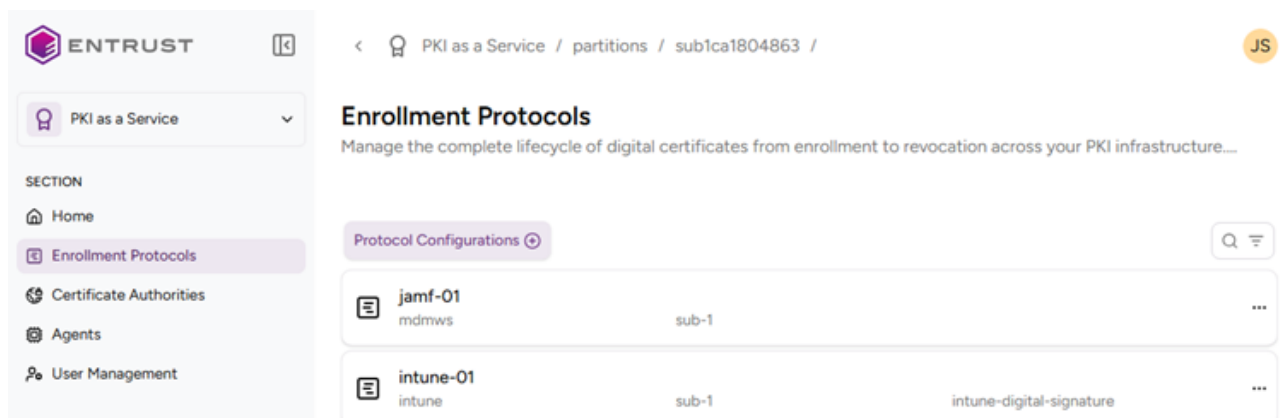 ENTRUST
PKI as a Service
SECTION
Home
Enrollment Protocols
Certificate Authorities
Agents
User Management
PKI as a Service / partitions / sub1ca1804863 /
JS
Enrollment Protocols
Manage the complete lifecycle of digital certificates from enrollment to revocation across your PKI infrastructure....
Protocol Configurations
jamf-01
mdmws sub-1
intune-01
intune sub-1 intune-digital-signature